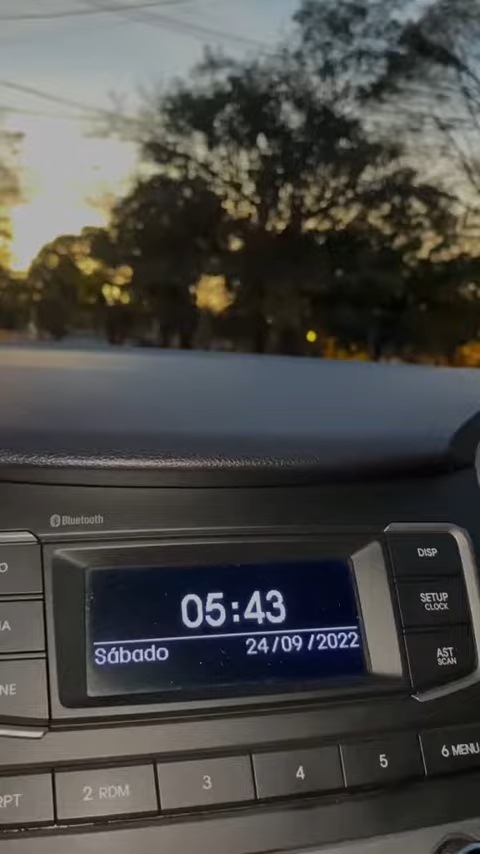 Bluetooth
DISP
SETUP
CLOCK
AST
SCAN
05:43
Sábado 24/09/2022
2 RDM
3
4
5
6 MENU